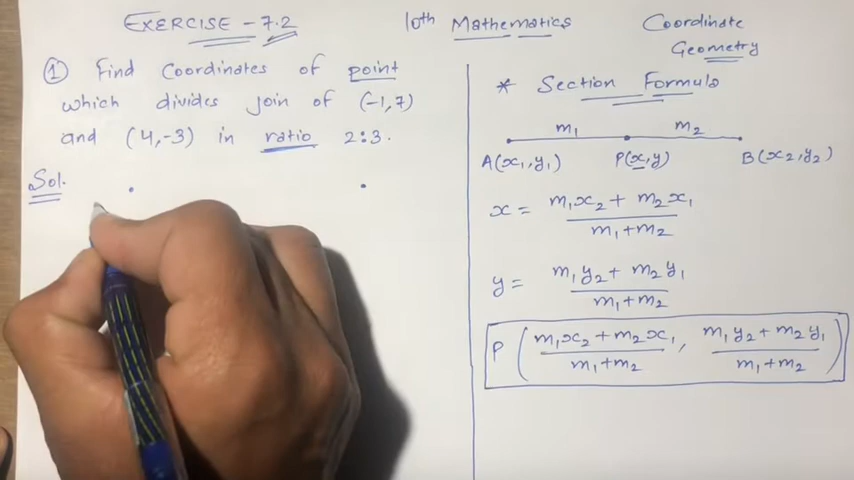 EXERCISE - 7.2
10th Mathematics
Coordinate
Geometry
① Find Coordinates of point
which divides join of (-1,7)
and (4,-3) in ratio 2:3.
Sol.
* Section Formula
m₁ m₂
A(x₁,y₁) P(x,y) B(x₂,y₂)
x = m₁x₂ + m₂x₁ / m₁+m₂
y = m₁y₂ + m₂y₁ / m₁+m₂
P ( m₁x₂+m₂x₁ / m₁+m₂ , m₁y₂+m₂y₁ / m₁+m₂ )